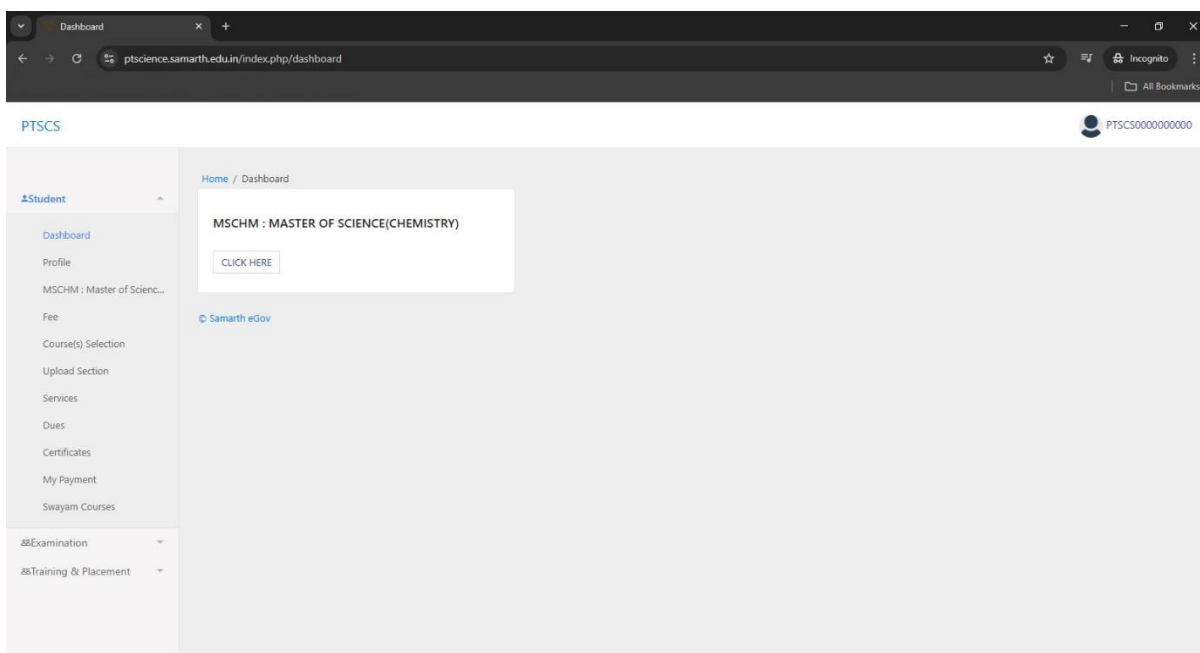 Dashboard
ptscience.samarth.edu.in/index.php/dashboard
Incognito
All Bookmarks
PTSCS
PTSCS0000000000
Student
Dashboard
Profile
MSCHM : Master of Scienc...
Fee
Course(s) Selection
Upload Section
Services
Dues
Certificates
My Payment
Swayam Courses
Examination
Training & Placement
Home / Dashboard
MSCHM : MASTER OF SCIENCE(CHEMISTRY)
CLICK HERE
© Samarth eGov